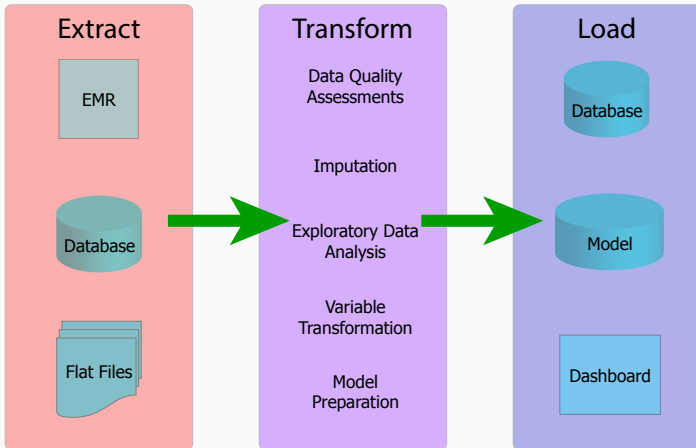 Extract
EMR
Database
Flat Files
Transform
Data Quality
Assessments
Imputation
Exploratory Data
Analysis
Variable
Transformation
Model
Preparation
Load
Database
Model
Dashboard